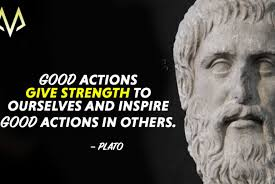 GOOD ACTIONS
GIVE STRENGTH TO
OURSELVES AND INSPIRE
GOOD ACTIONS IN OTHERS.
– PLATO